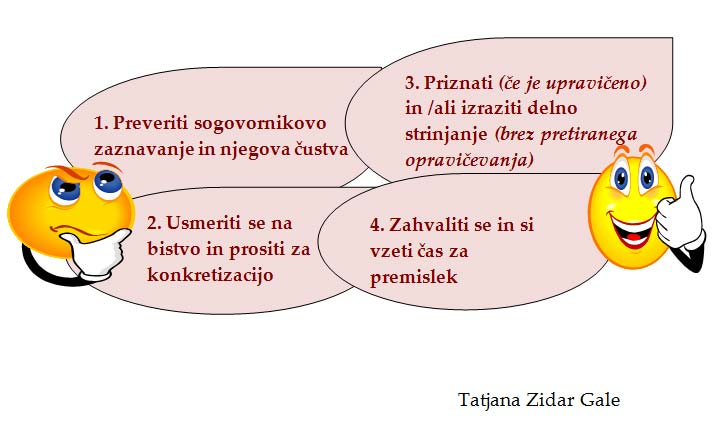 1. Preveriti sogovornikovo
zaznavanje in njegova čustva
2. Usmeriti se na
bistvo in prositi za
konkretizacijo
3. Priznati (če je upravičeno)
in /ali izraziti delno
strinjanje (brez pretiranega
opravičevanja)
4. Zahvaliti se in si
vzeti čas za
premislek
Tatjana Zidar Gale